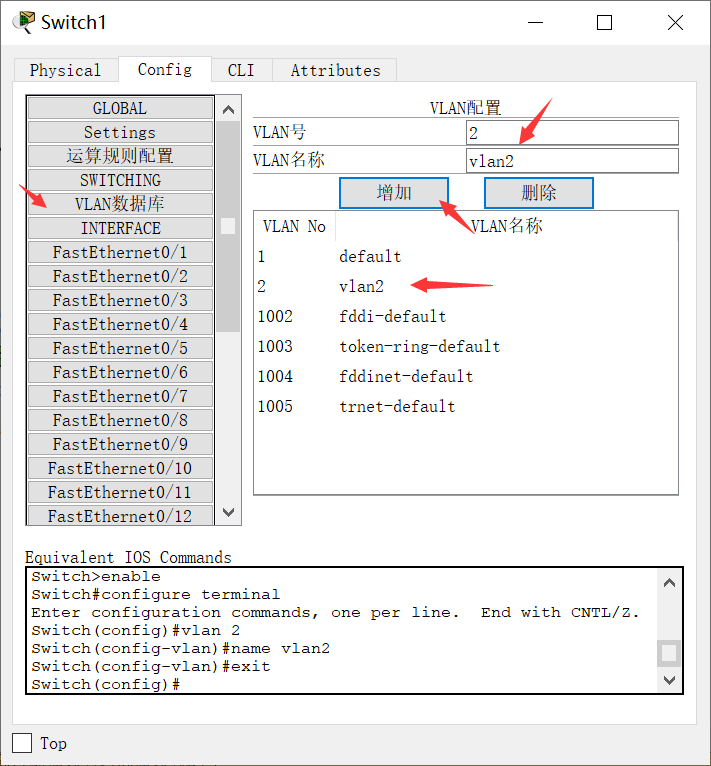 Switch1
Physical Config CLI Attributes
GLOBAL
Settings
运算规则配置
SWITCHING
VLAN数据库
INTERFACE
FastEthernet0/1
FastEthernet0/2
FastEthernet0/3
FastEthernet0/4
FastEthernet0/5
FastEthernet0/6
FastEthernet0/7
FastEthernet0/8
FastEthernet0/9
FastEthernet0/10
FastEthernet0/11
FastEthernet0/12
VLAN配置
VLAN号 2
VLAN名称 vlan2
增加 删除
VLAN No VLAN名称
1 default
2 vlan2
1002 fddi-default
1003 token-ring-default
1004 fddinet-default
1005 trnet-default
Equivalent IOS Commands
Switch>enable
Switch#configure terminal
Enter configuration commands, one per line.  End with CNTL/Z.
Switch(config)#vlan 2
Switch(config-vlan)#name vlan2
Switch(config-vlan)#exit
Switch(config)#
Top